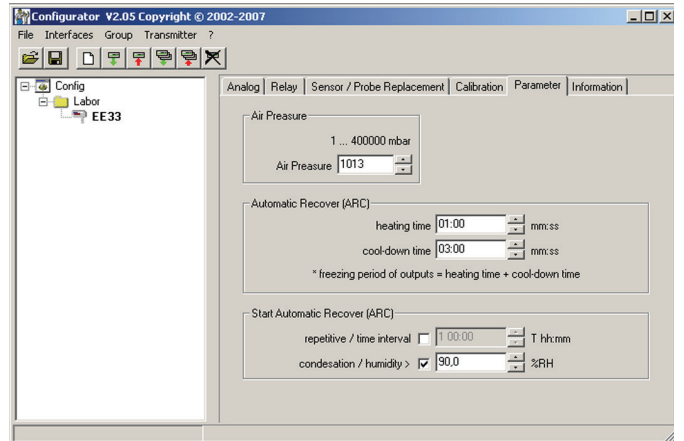 Configurator V2.05 Copyright © 2002-2007
File Interfaces Group Transmitter ?
Config
Labor
EE33
Analog Relay Sensor / Probe Replacement Calibration Parameter Information
Air Preasure
1 ... 400000 mbar
Air Preasure 1013
Automatic Recover (ARC)
heating time 01:00 mm:ss
cool-down time 03:00 mm:ss
* freezing period of outputs = heating time + cool-down time
Start Automatic Recover (ARC)
repetitive / time interval 1 00:00 T hh:mm
condesation / humidity > 90,0 %RH